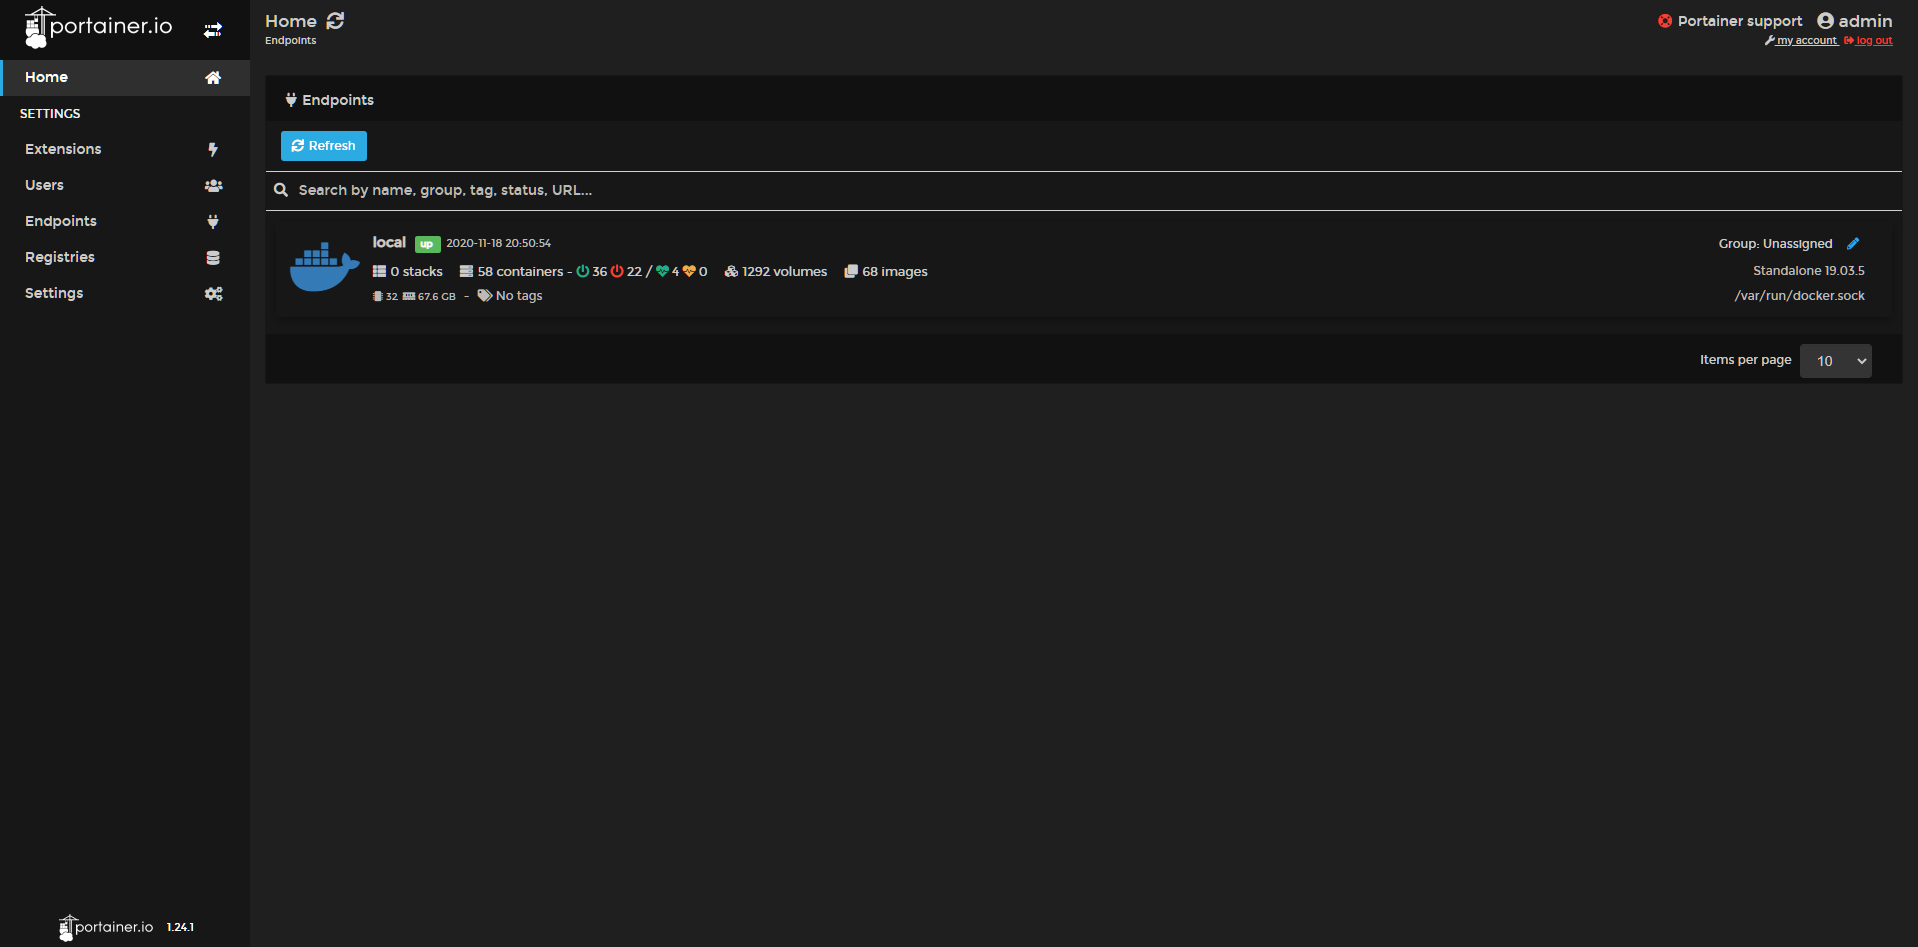 portainer.io
Home
SETTINGS
Extensions
Users
Endpoints
Registries
Settings
portainer.io 1.24.1
Home
Endpoints
Portainer support admin
my account log out
Endpoints
Refresh
Search by name, group, tag, status, URL...
local up 2020-11-18 20:50:54
0 stacks 58 containers - 36 22 / 4 0 1292 volumes 68 images
32 67.6 GB - No tags
Group: Unassigned
Standalone 19.03.5
/var/run/docker.sock
Items per page 10